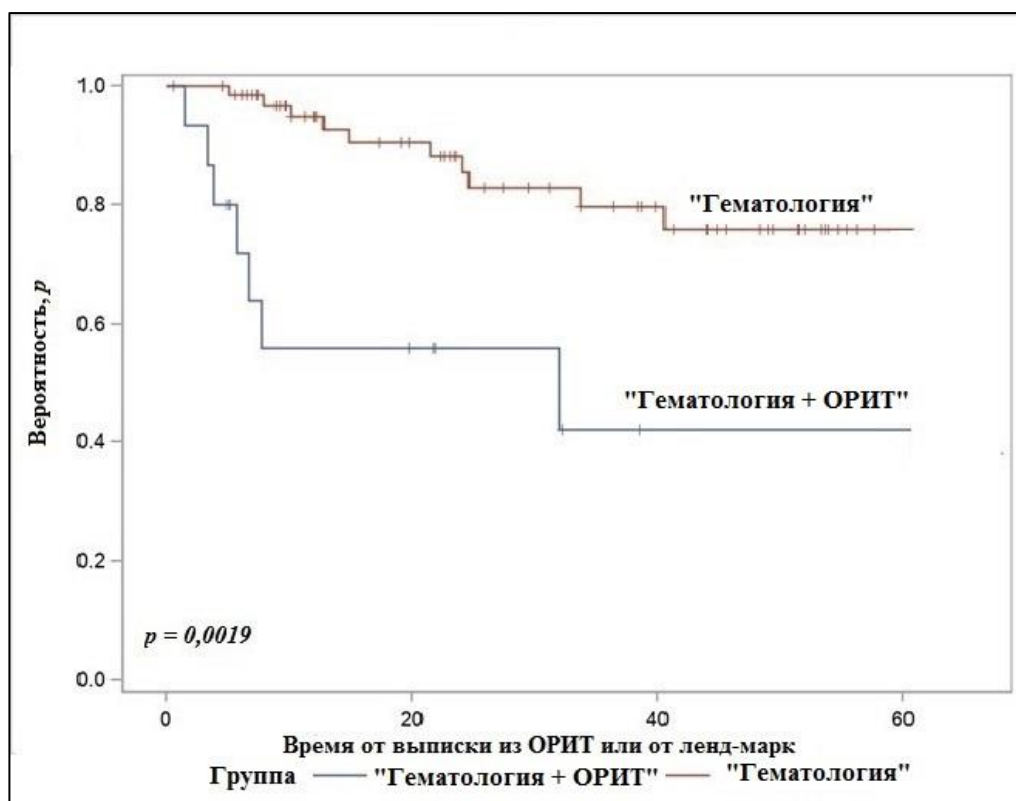 1.0
0.8
0.6
0.4
0.2
0.0
Вероятность, p
"Гематология"
"Гематология + ОРИТ"
p = 0,0019
0 20 40 60
Время от выписки из ОРИТ или от ленд-марк
Группа "Гематология + ОРИТ" "Гематология"